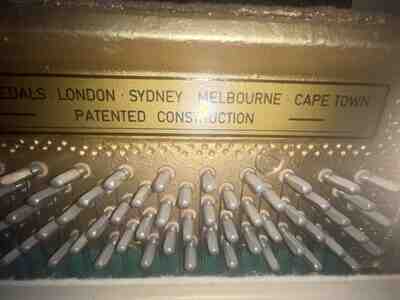 EDALS LONDON · SYDNEY MELBOURNE · CAPE TOWN
PATENTED CONSTRUCTION